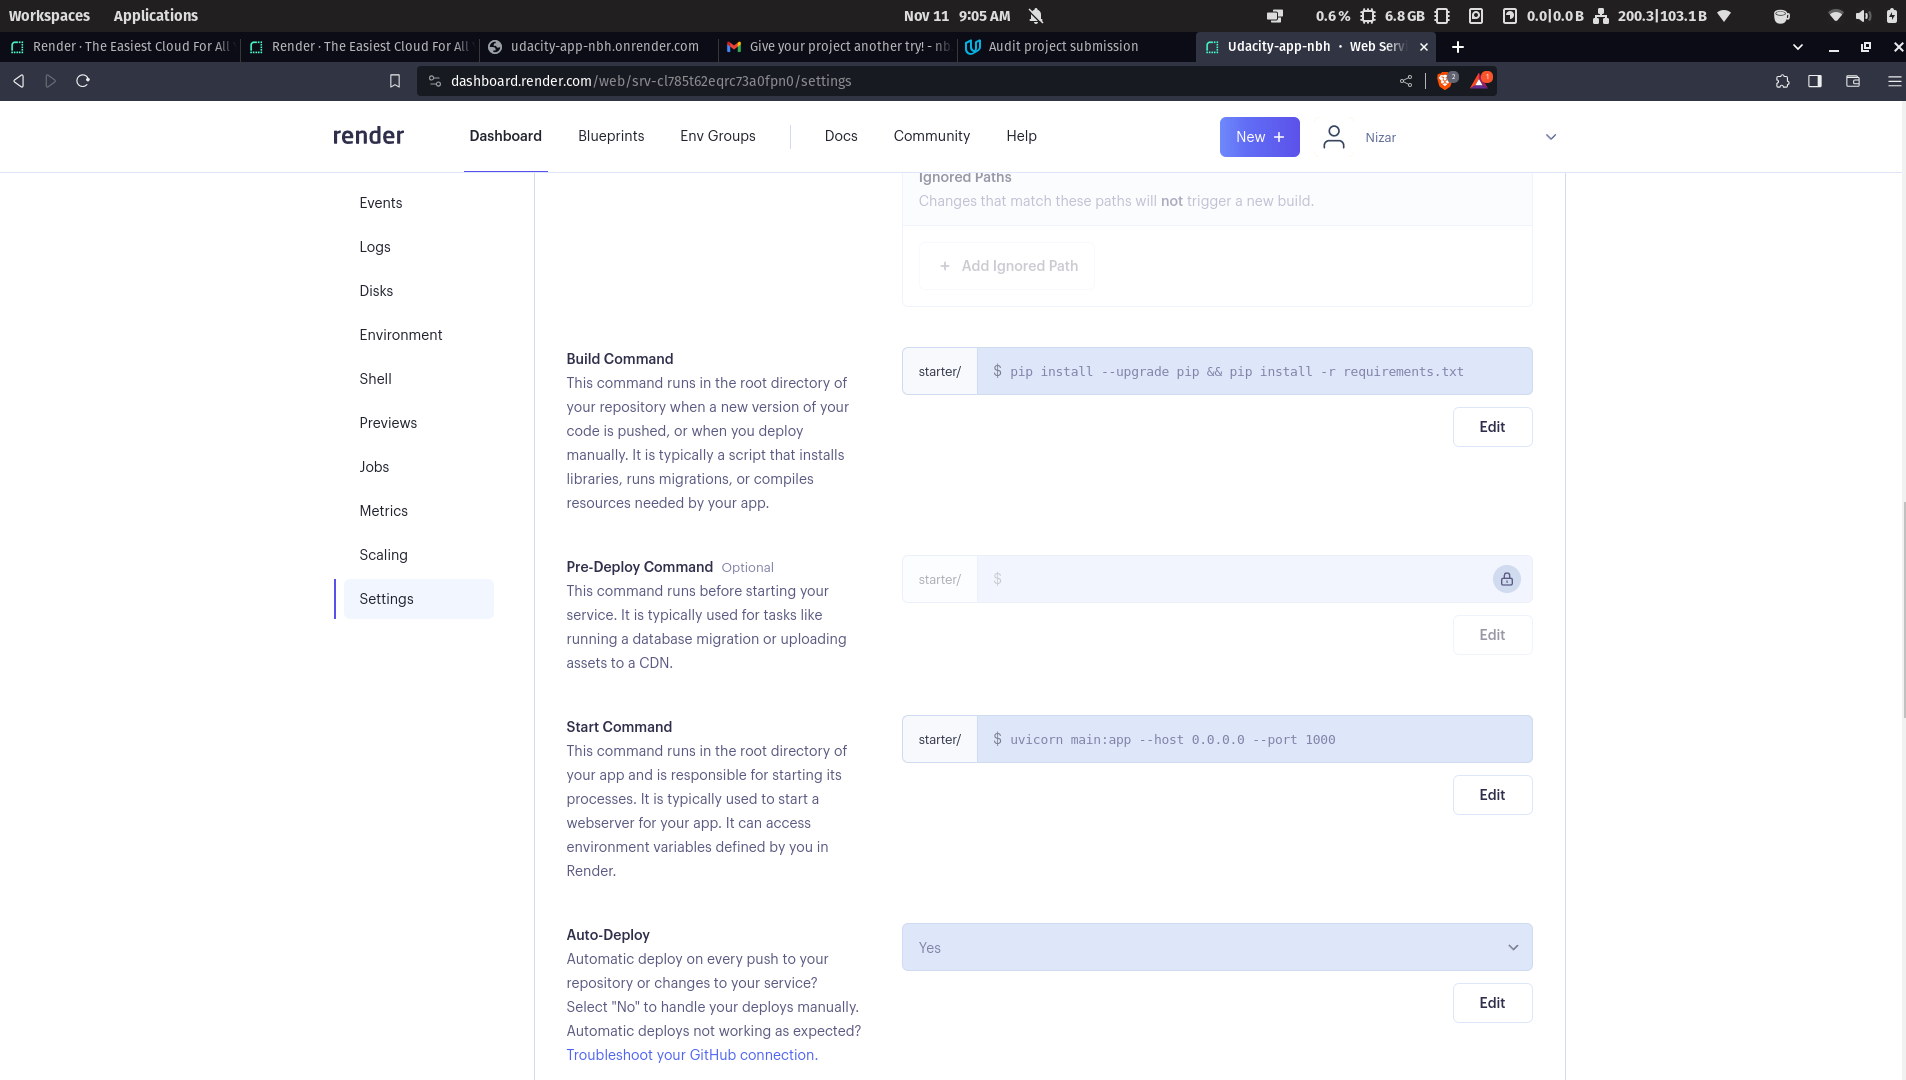 Workspaces Applications Nov 11 9:05 AM 0.6 % 6.8 GB 0.0|0.0 B 200.3|103.1 B
Render · The Easiest Cloud For All Render · The Easiest Cloud For All udacity-app-nbh.onrender.com Give your project another try! - nb Audit project submission Udacity-app-nbh · Web Serv
dashboard.render.com/web/srv-cl785t62eqrc73a0fpn0/settings 2 1
render Dashboard Blueprints Env Groups Docs Community Help New + Nizar
Events
Logs
Disks
Environment
Shell
Previews
Jobs
Metrics
Scaling
Settings
Ignored Paths
Changes that match these paths will not trigger a new build.
+ Add Ignored Path
Build Command
This command runs in the root directory of
your repository when a new version of your
code is pushed, or when you deploy
manually. It is typically a script that installs
libraries, runs migrations, or compiles
resources needed by your app.
starter/ $ pip install --upgrade pip && pip install -r requirements.txt
Edit
Pre-Deploy Command Optional
This command runs before starting your
service. It is typically used for tasks like
running a database migration or uploading
assets to a CDN.
starter/ $
Edit
Start Command
This command runs in the root directory of
your app and is responsible for starting its
processes. It is typically used to start a
webserver for your app. It can access
environment variables defined by you in
Render.
starter/ $ uvicorn main:app --host 0.0.0.0 --port 1000
Edit
Auto-Deploy
Automatic deploy on every push to your
repository or changes to your service?
Select "No" to handle your deploys manually.
Automatic deploys not working as expected?
Troubleshoot your GitHub connection.
Yes
Edit